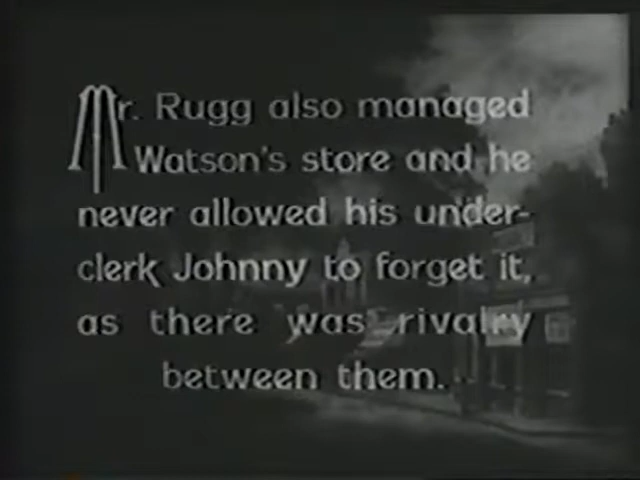 Mr. Rugg also managed
Watson's store and he
never allowed his under-
clerk Johnny to forget it,
as there was rivalry
between them.